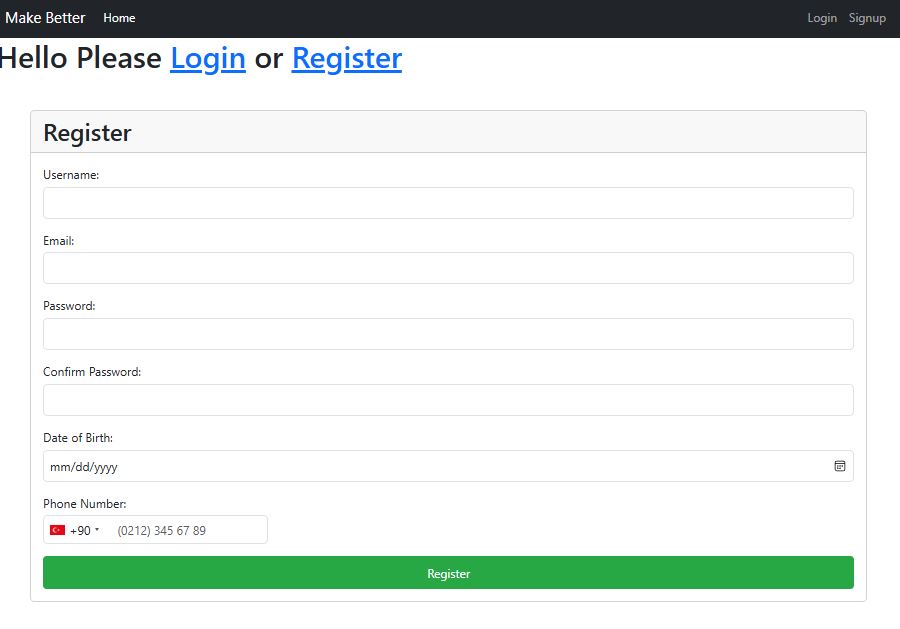 Make Better Home Login Signup
Hello Please Login or Register
Register
Username:
Email:
Password:
Confirm Password:
Date of Birth:
mm/dd/yyyy
Phone Number:
+90 (0212) 345 67 89
Register